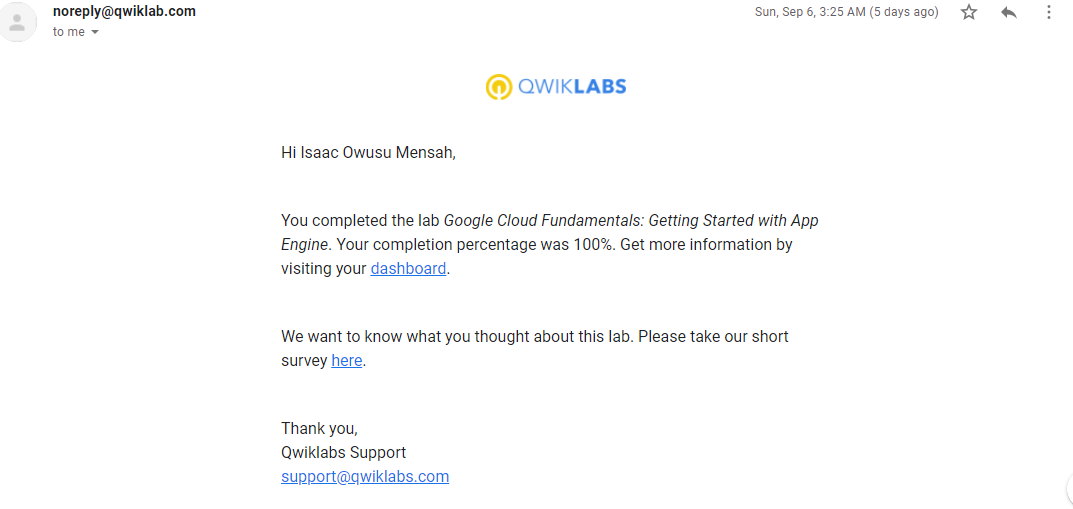 noreply@qwiklab.com
Sun, Sep 6, 3:25 AM (5 days ago)
to me
QWIKLABS
Hi Isaac Owusu Mensah,
You completed the lab Google Cloud Fundamentals: Getting Started with App
Engine. Your completion percentage was 100%. Get more information by
visiting your dashboard.
We want to know what you thought about this lab. Please take our short
survey here.
Thank you,
Qwiklabs Support
support@qwiklabs.com